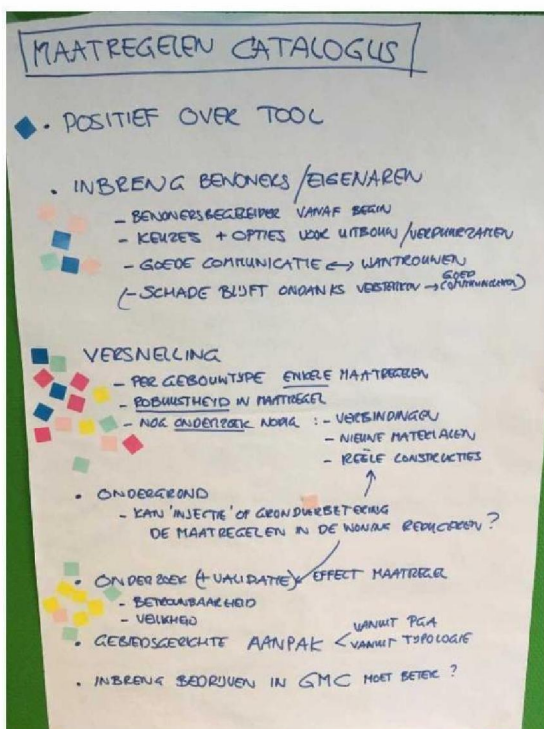 MAATREGELEN CATALOGUS
• POSITIEF OVER TOOL
• INBRENG BEWONERS/EIGENAREN
- BEWONERSBEGELEIDER VANAF BEGIN
- KEUZES + OPTIES VOOR UITBOUW/VERDUURZAMEN
- GOEDE COMMUNICATIE ↔ WANTROUWEN
(- SCHADE BLIJFT ONDANKS VERSTERKEN → GOED COMMUNICEREN)
VERSNELLING
- PER GEBOUWTYPE ENKELE MAATREGELEN
- ROBUUSTHEID IN MAATREGEL
- NOG ONDERZOEK NODIG : - VERBINDINGEN
- NIEUWE MATERIALEN
- REËLE CONSTRUCTIES
• ONDERGROND
- KAN 'INJECTIE' OF GRONDVERBETERING
DE MAATREGELEN IN DE WONING REDUCEREN?
• ONDERZOEK (+ VALIDATIE) EFFECT MAATREGEL
- BETROUWBAARHEID
- VEILIGHEID
• GEBIEDSGERICHTE AANPAK < VANUIT PGA
VANUIT TYPOLOGIE
• INBRENG BEDRIJVEN IN GMC MOET BETER?